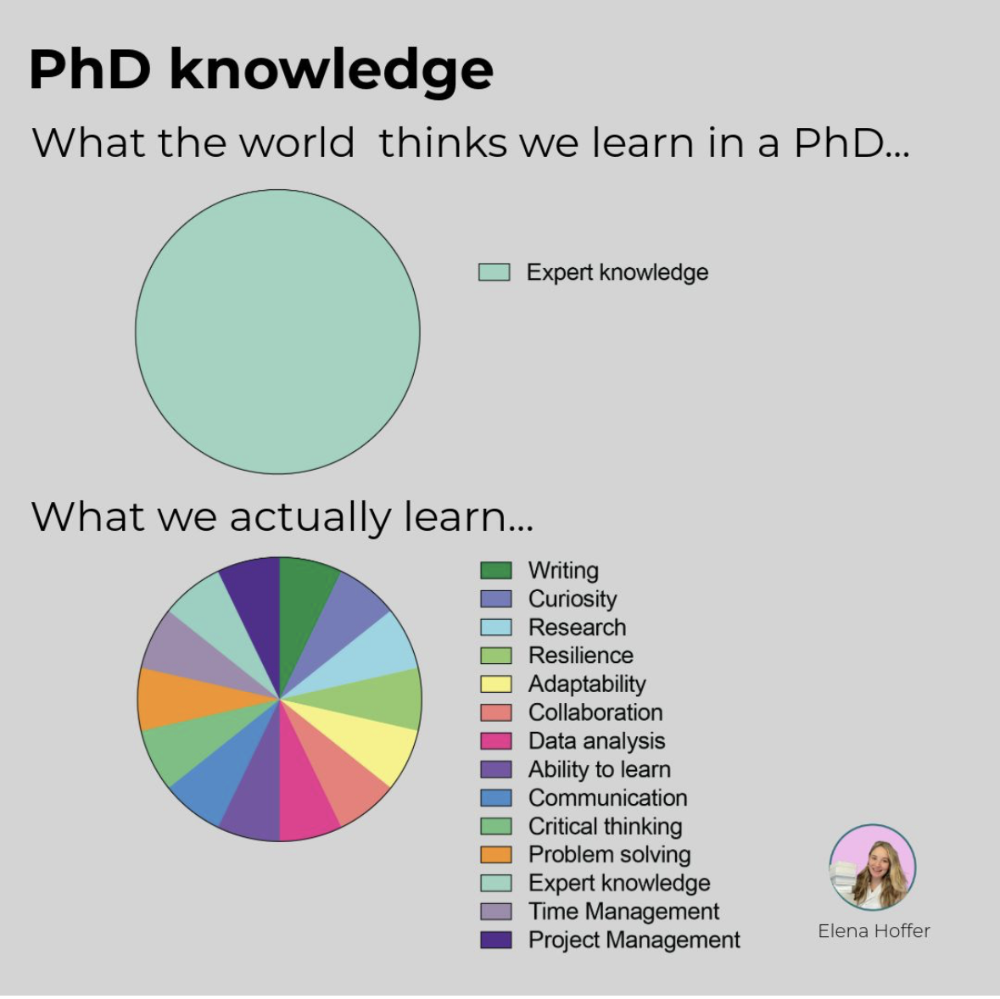 PhD knowledge
What the world thinks we learn in a PhD...
Expert knowledge
What we actually learn...
Writing
Curiosity
Research
Resilience
Adaptability
Collaboration
Data analysis
Ability to learn
Communication
Critical thinking
Problem solving
Expert knowledge
Time Management
Project Management
Elena Hoffer